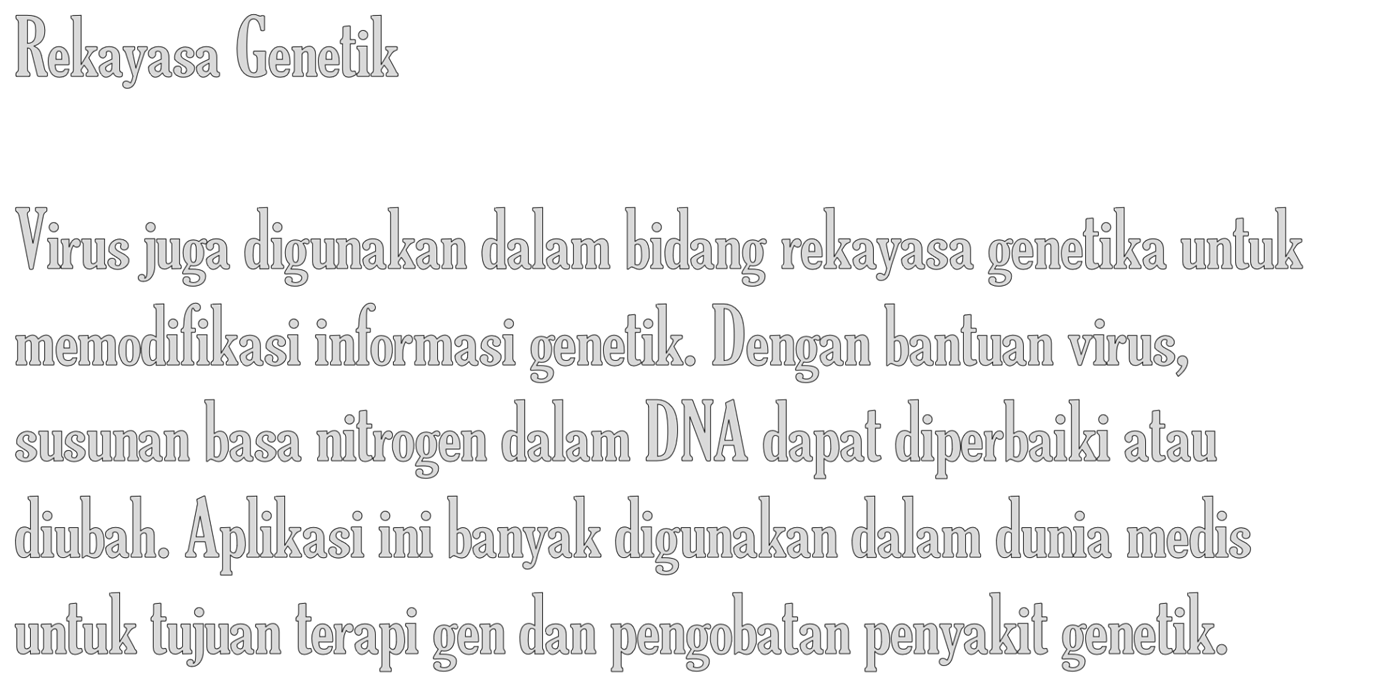 Rekayasa Genetik
Virus juga digunakan dalam bidang rekayasa genetika untuk
memodifikasi informasi genetik. Dengan bantuan virus,
susunan basa nitrogen dalam DNA dapat diperbaiki atau
diubah. Aplikasi ini banyak digunakan dalam dunia medis
untuk tujuan terapi gen dan pengobatan penyakit genetik.